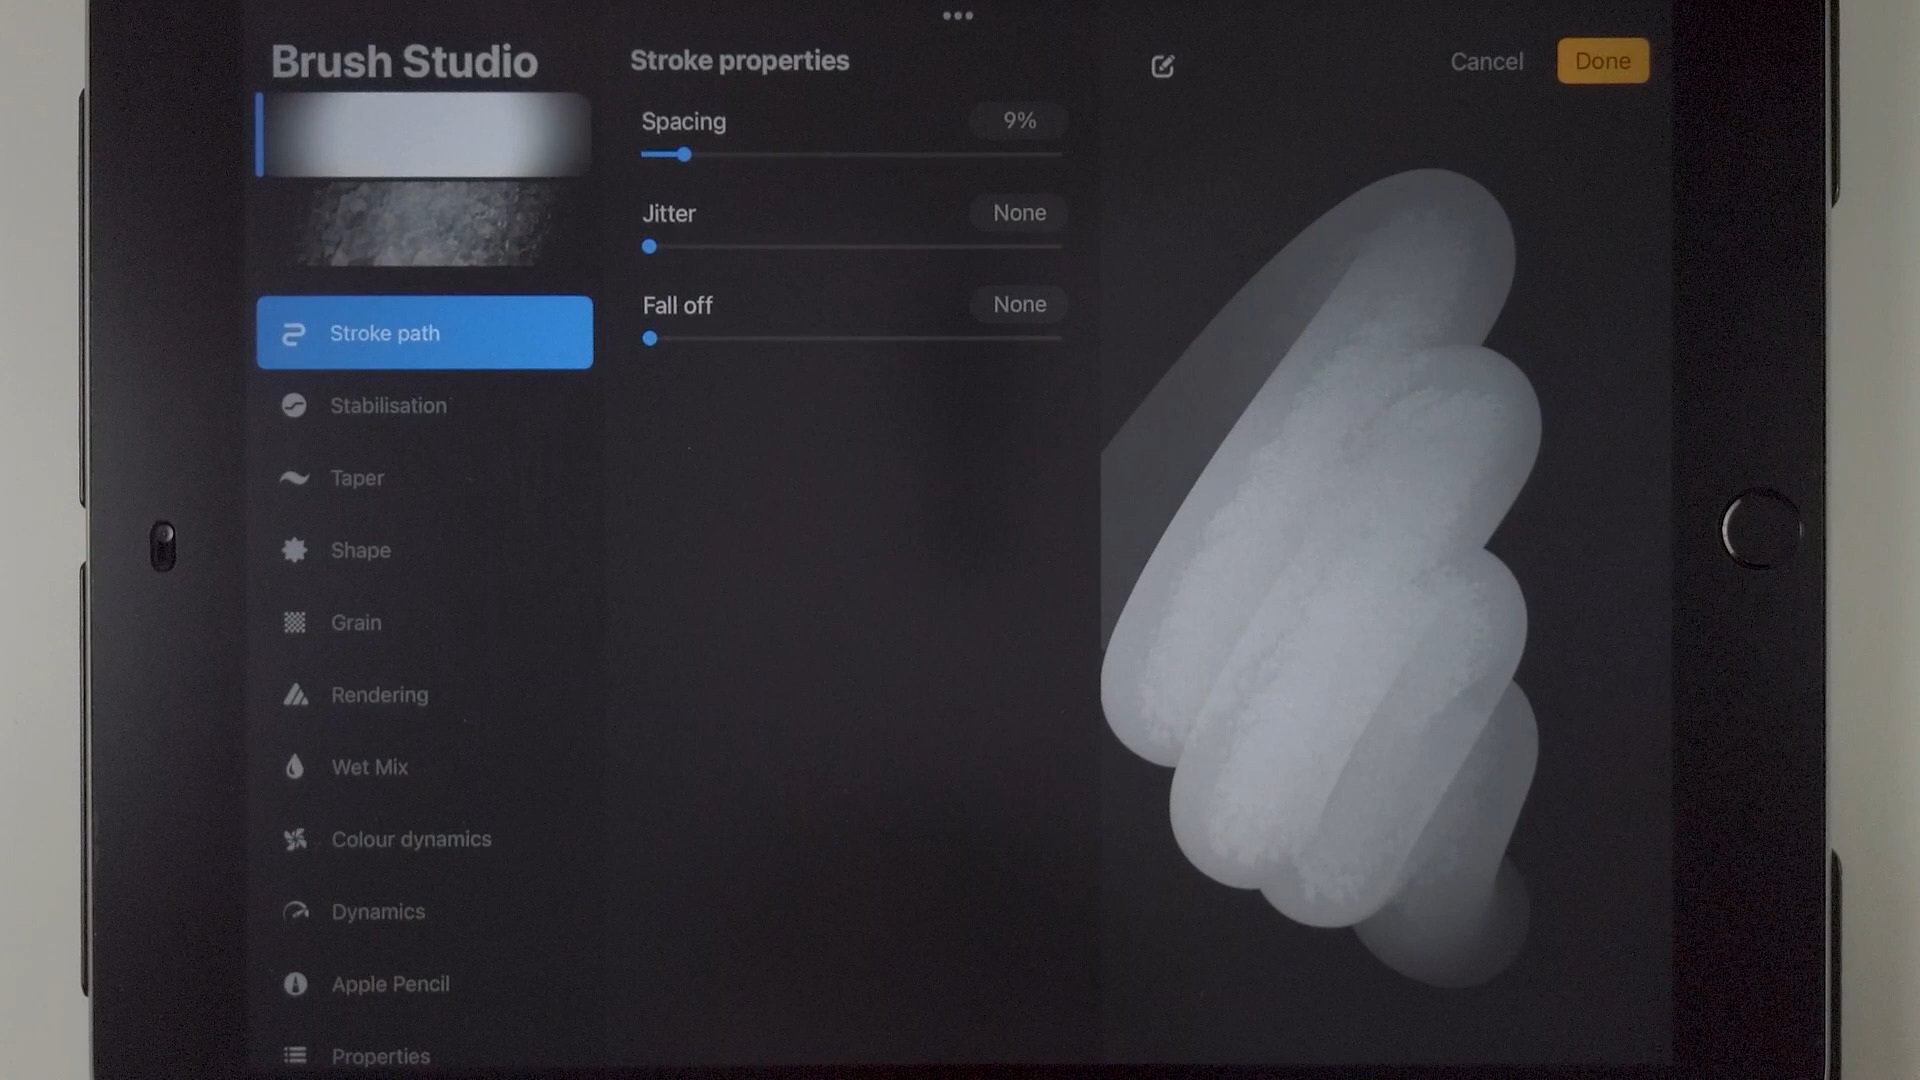 Brush Studio
Stroke path
Stabilisation
Taper
Shape
Grain
Rendering
Wet Mix
Colour dynamics
Dynamics
Apple Pencil
Properties
Stroke properties
Spacing 9%
Jitter None
Fall off None
Cancel Done